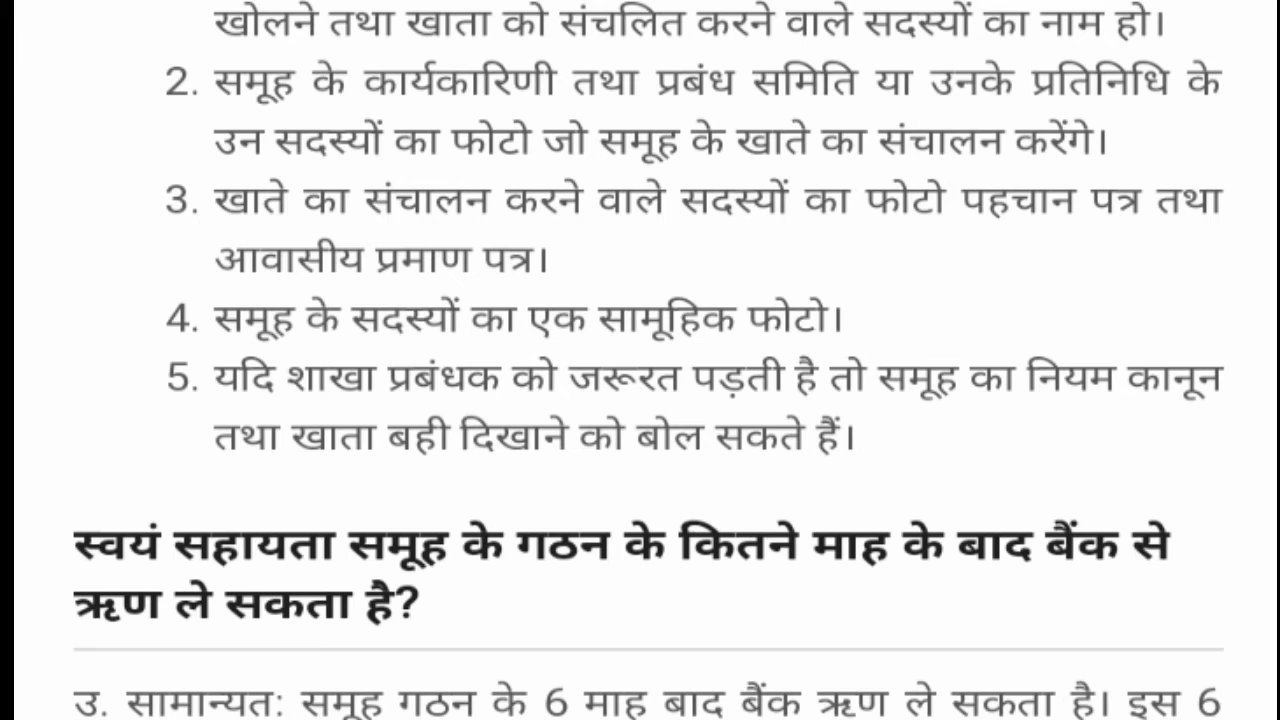 खोलने तथा खाता को संचलित करने वाले सदस्यों का नाम हो।
2. समूह के कार्यकारिणी तथा प्रबंध समिति या उनके प्रतिनिधि के
उन सदस्यों का फोटो जो समूह के खाते का संचालन करेंगे।
3. खाते का संचालन करने वाले सदस्यों का फोटो पहचान पत्र तथा
आवासीय प्रमाण पत्र।
4. समूह के सदस्यों का एक सामूहिक फोटो।
5. यदि शाखा प्रबंधक को जरूरत पड़ती है तो समूह का नियम कानून
तथा खाता बही दिखाने को बोल सकते हैं।
स्वयं सहायता समूह के गठन के कितने माह के बाद बैंक से
ऋण ले सकता है?
उ. सामान्यत: समूह गठन के 6 माह बाद बैंक ऋण ले सकता है। इस 6